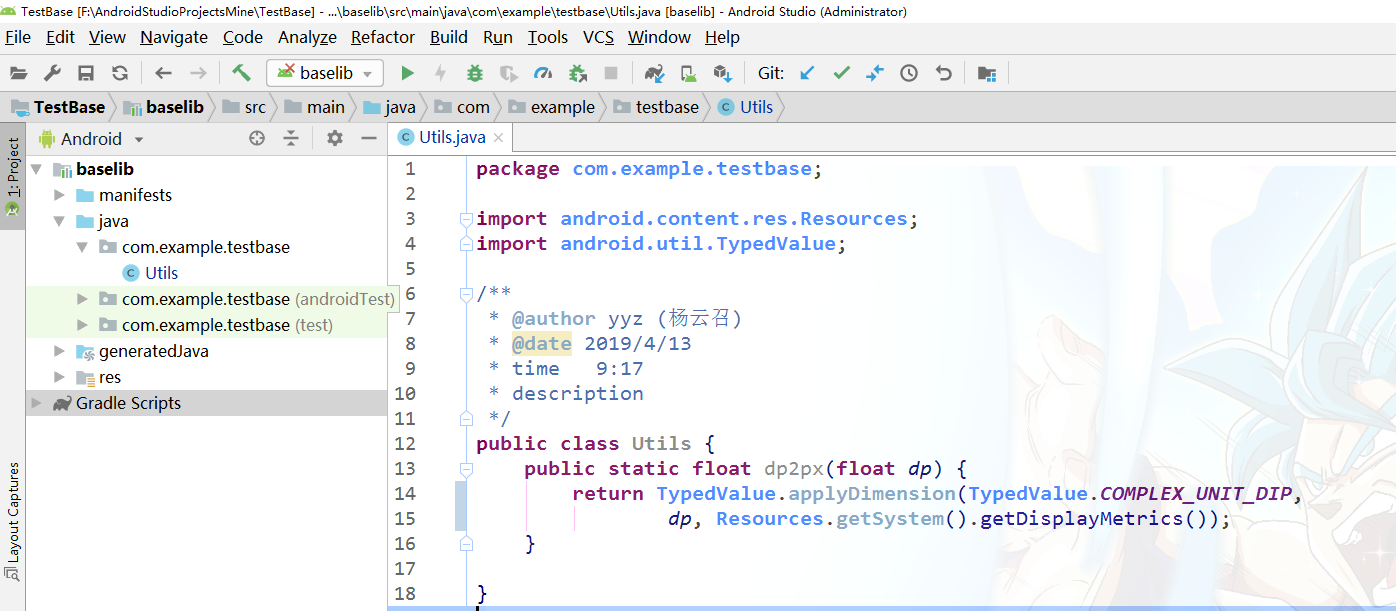 TestBase [F:\AndroidStudioProjectsMine\TestBase] - ...\baselib\src\main\java\com\example\testbase\Utils.java [baselib] - Android Studio (Administrator)
File Edit View Navigate Code Analyze Refactor Build Run Tools VCS Window Help
baselib Git:
TestBase baselib src main java com example testbase C Utils
1: Project
Layout Captures
Android
baselib
manifests
java
com.example.testbase
C Utils
com.example.testbase (androidTest)
com.example.testbase (test)
generatedJava
res
Gradle Scripts
C Utils.java
1 package com.example.testbase;
2
3 import android.content.res.Resources;
4 import android.util.TypedValue;
5
6 /**
7 * @author yyz (杨云召)
8 * @date 2019/4/13
9 * time 9:17
10 * description
11 */
12 public class Utils {
13 public static float dp2px(float dp) {
14 return TypedValue.applyDimension(TypedValue.COMPLEX_UNIT_DIP,
15 dp, Resources.getSystem().getDisplayMetrics());
16 }
17
18 }